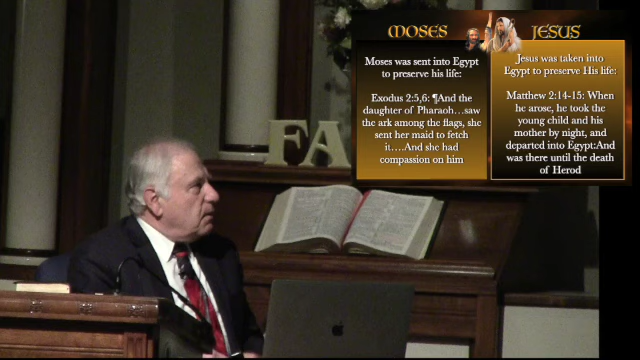 MOSES
Moses was sent into Egypt
to preserve his life:
Exodus 2:5,6: ¶And the
daughter of Pharaoh…saw
the ark among the flags, she
sent her maid to fetch
it….And she had
compassion on him
JESUS
Jesus was taken into
Egypt to preserve His life:
Matthew 2:14-15: When
he arose, he took the
young child and his
mother by night, and
departed into Egypt:And
was there until the death
of Herod
FA